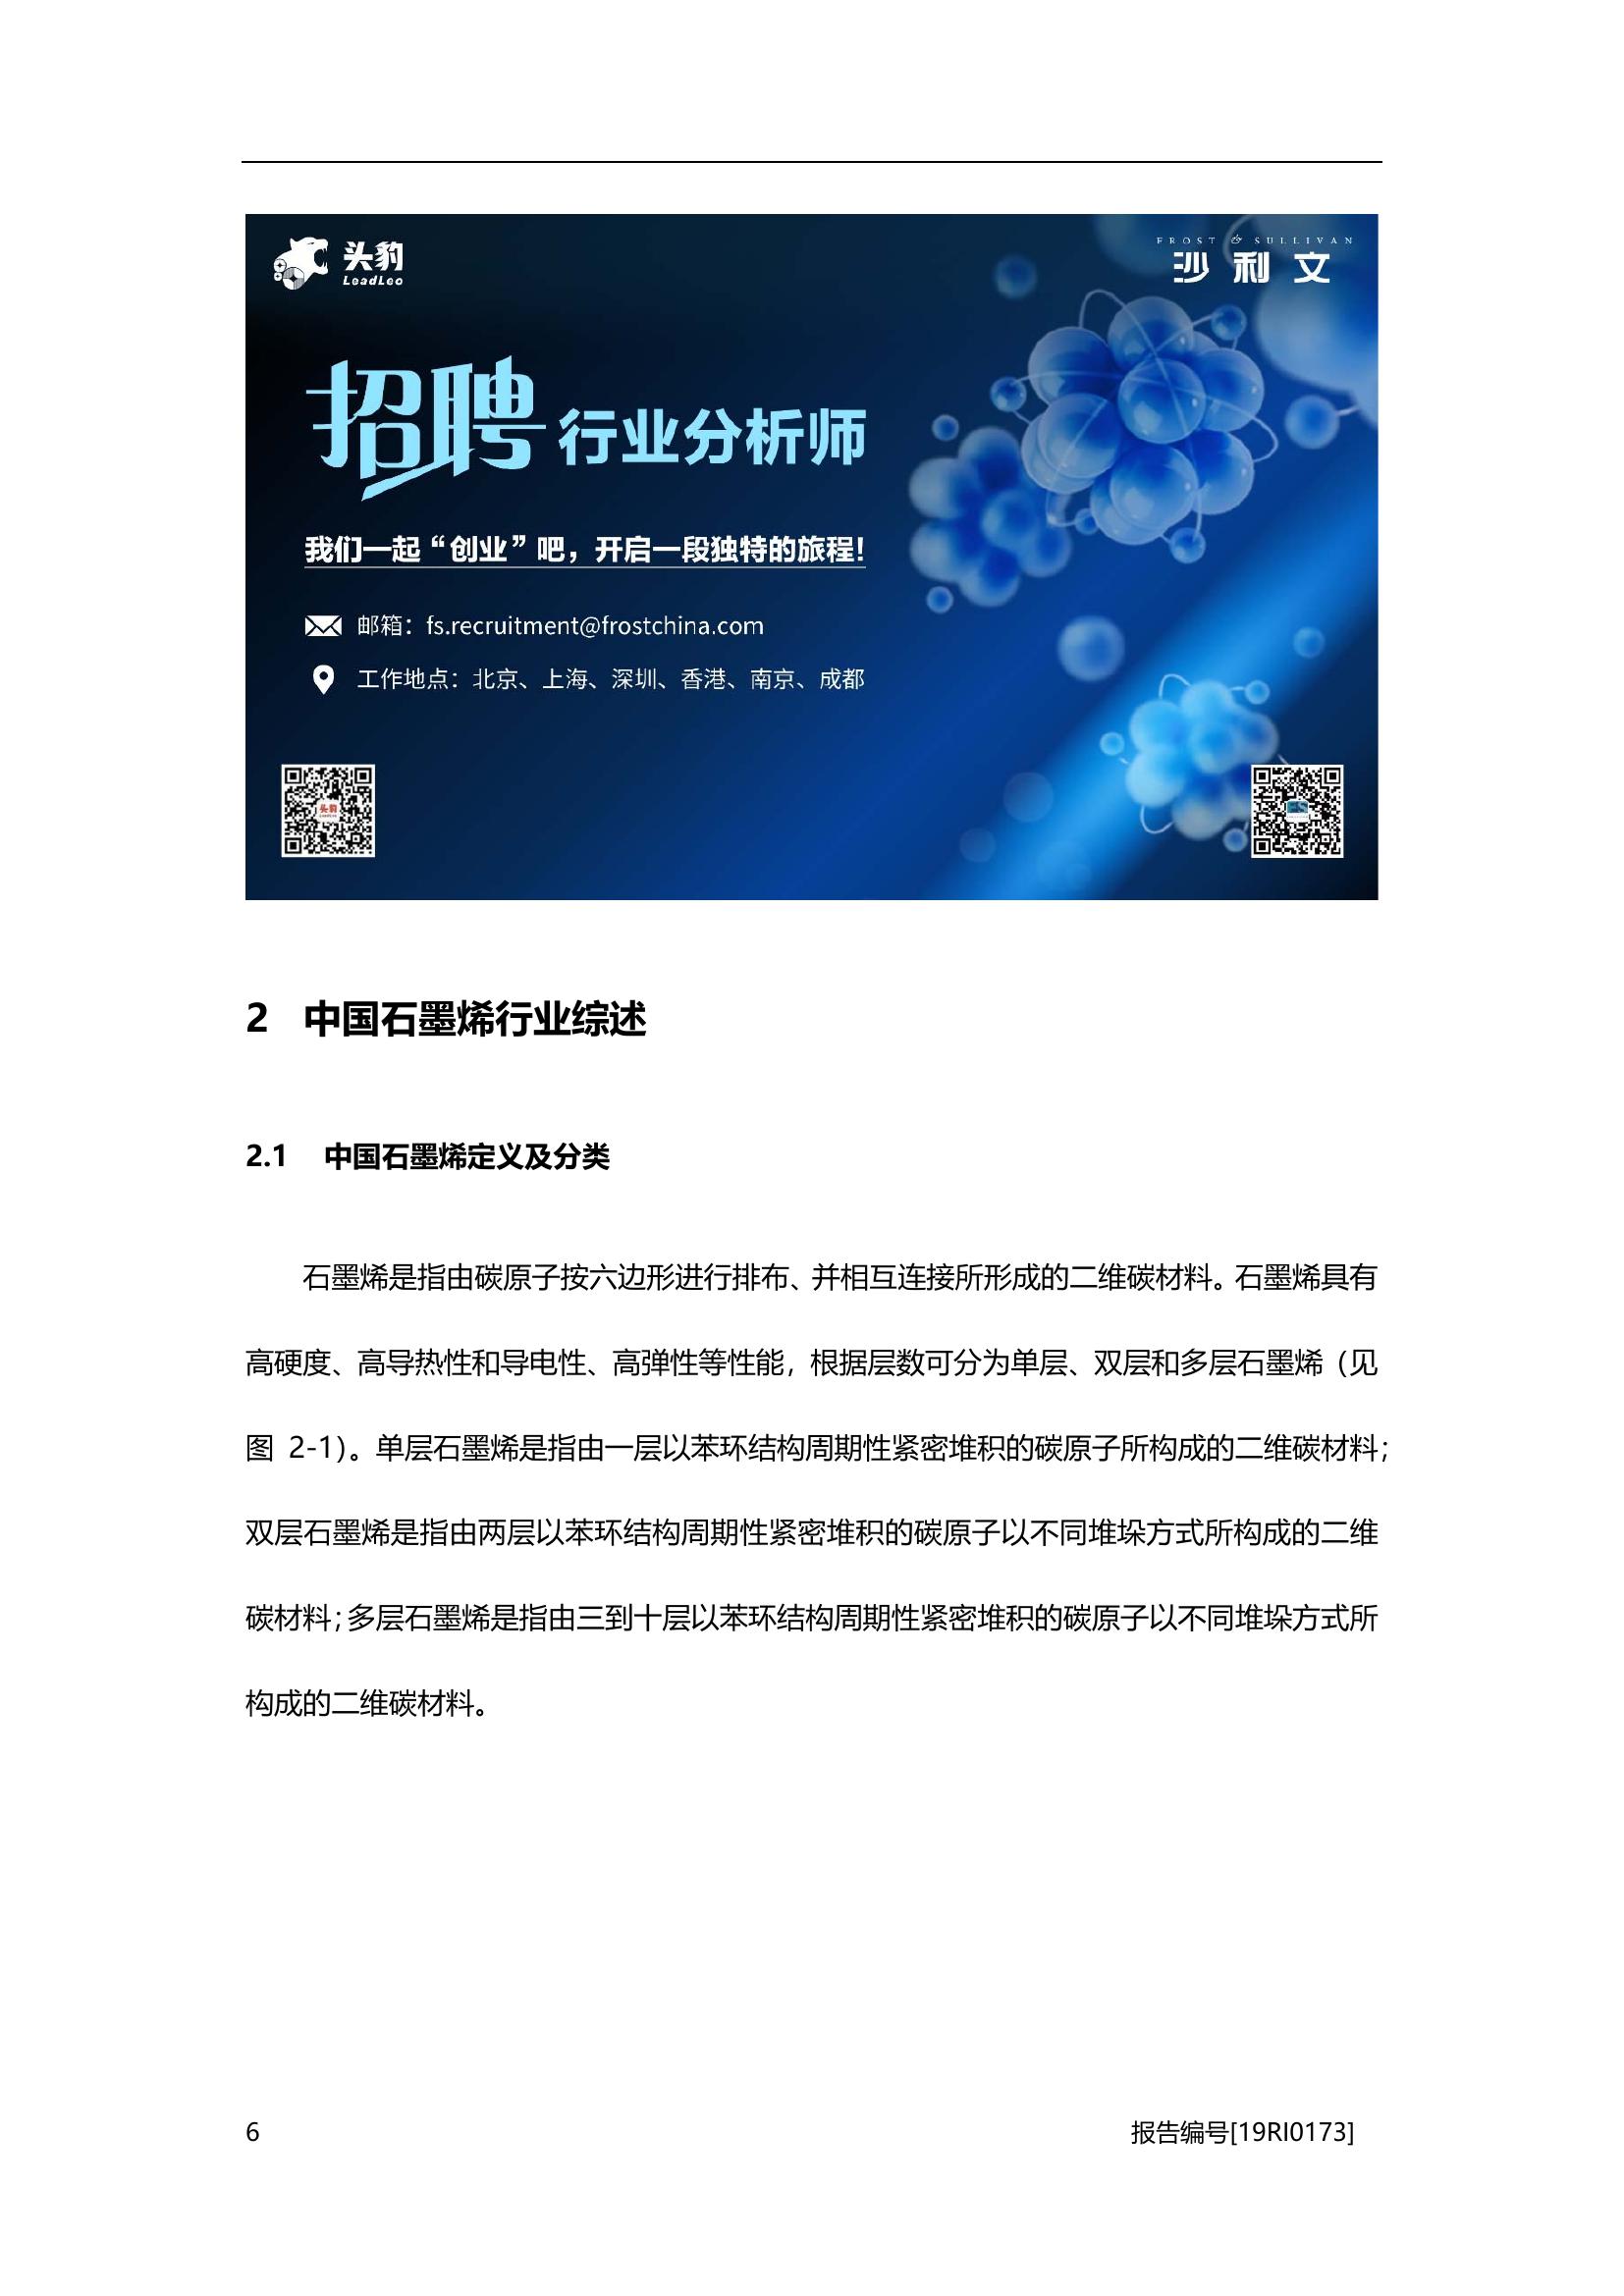 头豹
LeadLeo
FROST & SULLIVAN
沙利文
招聘 行业分析师
我们一起“创业”吧，开启一段独特的旅程！
邮箱：fs.recruitment@frostchina.com
工作地点：北京、上海、深圳、香港、南京、成都
头豹
2 中国石墨烯行业综述
2.1 中国石墨烯定义及分类
石墨烯是指由碳原子按六边形进行排布、并相互连接所形成的二维碳材料。石墨烯具有
高硬度、高导热性和导电性、高弹性等性能，根据层数可分为单层、双层和多层石墨烯（见
图 2-1）。单层石墨烯是指由一层以苯环结构周期性紧密堆积的碳原子所构成的二维碳材料；
双层石墨烯是指由两层以苯环结构周期性紧密堆积的碳原子以不同堆垛方式所构成的二维
碳材料；多层石墨烯是指由三到十层以苯环结构周期性紧密堆积的碳原子以不同堆垛方式所
构成的二维碳材料。
6
报告编号[19RI0173]